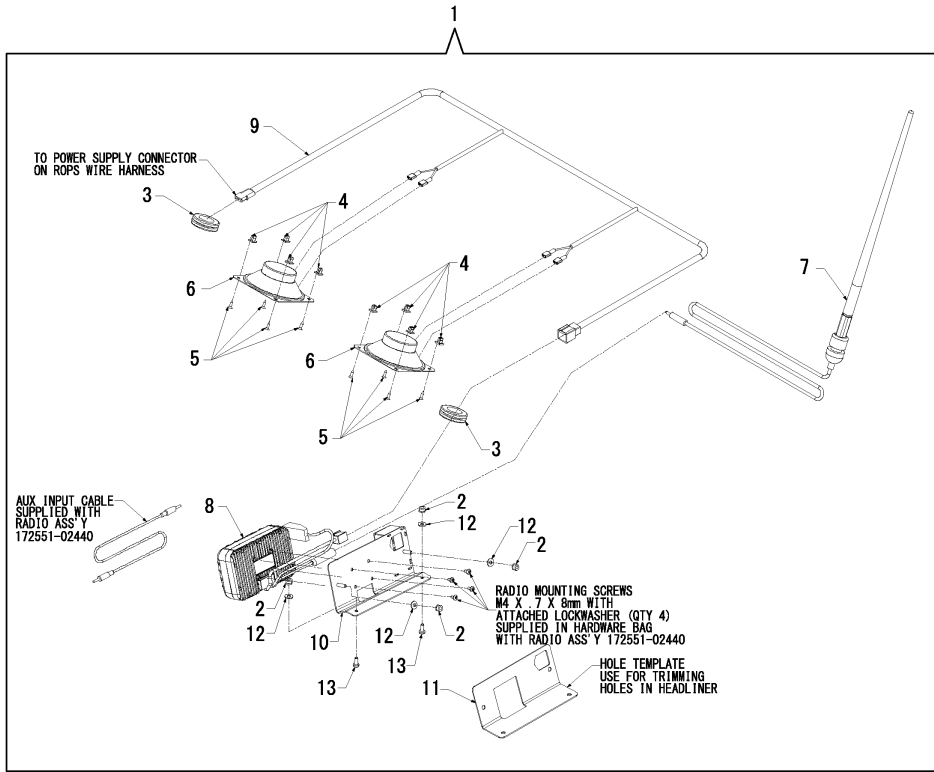 1
9
TO POWER SUPPLY CONNECTOR
ON ROPS WIRE HARNESS
3
4
6
5
4
7
6
5
3
AUX INPUT CABLE
SUPPLIED WITH
RADIO ASS'Y
172551-02440
8
2
12
12
2
2
12
10
12
2
13
13
RADIO MOUNTING SCREWS
M4 X .7 X 8mm WITH
ATTACHED LOCKWASHER (QTY 4)
SUPPLIED IN HARDWARE BAG
WITH RADIO ASS'Y 172551-02440
11
HOLE TEMPLATE
USE FOR TRIMMING
HOLES IN HEADLINER